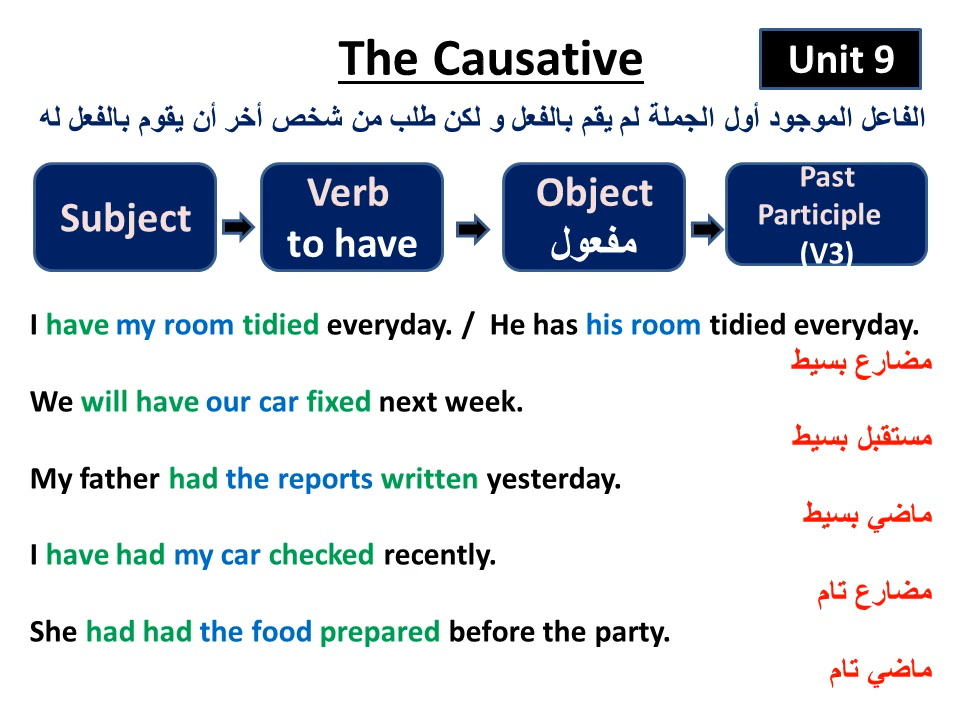 The Causative
Unit 9
الفاعل الموجود أول الجملة لم يقم بالفعل و لكن طلب من شخص أخر أن يقوم بالفعل له
Subject
Verb
to have
Object
مفعول
Past
Participle
(V3)
I have my room tidied everyday. / He has his room tidied everyday.
مضارع بسيط
We will have our car fixed next week.
مستقبل بسيط
My father had the reports written yesterday.
ماضي بسيط
I have had my car checked recently.
مضارع تام
She had had the food prepared before the party.
ماضي تام